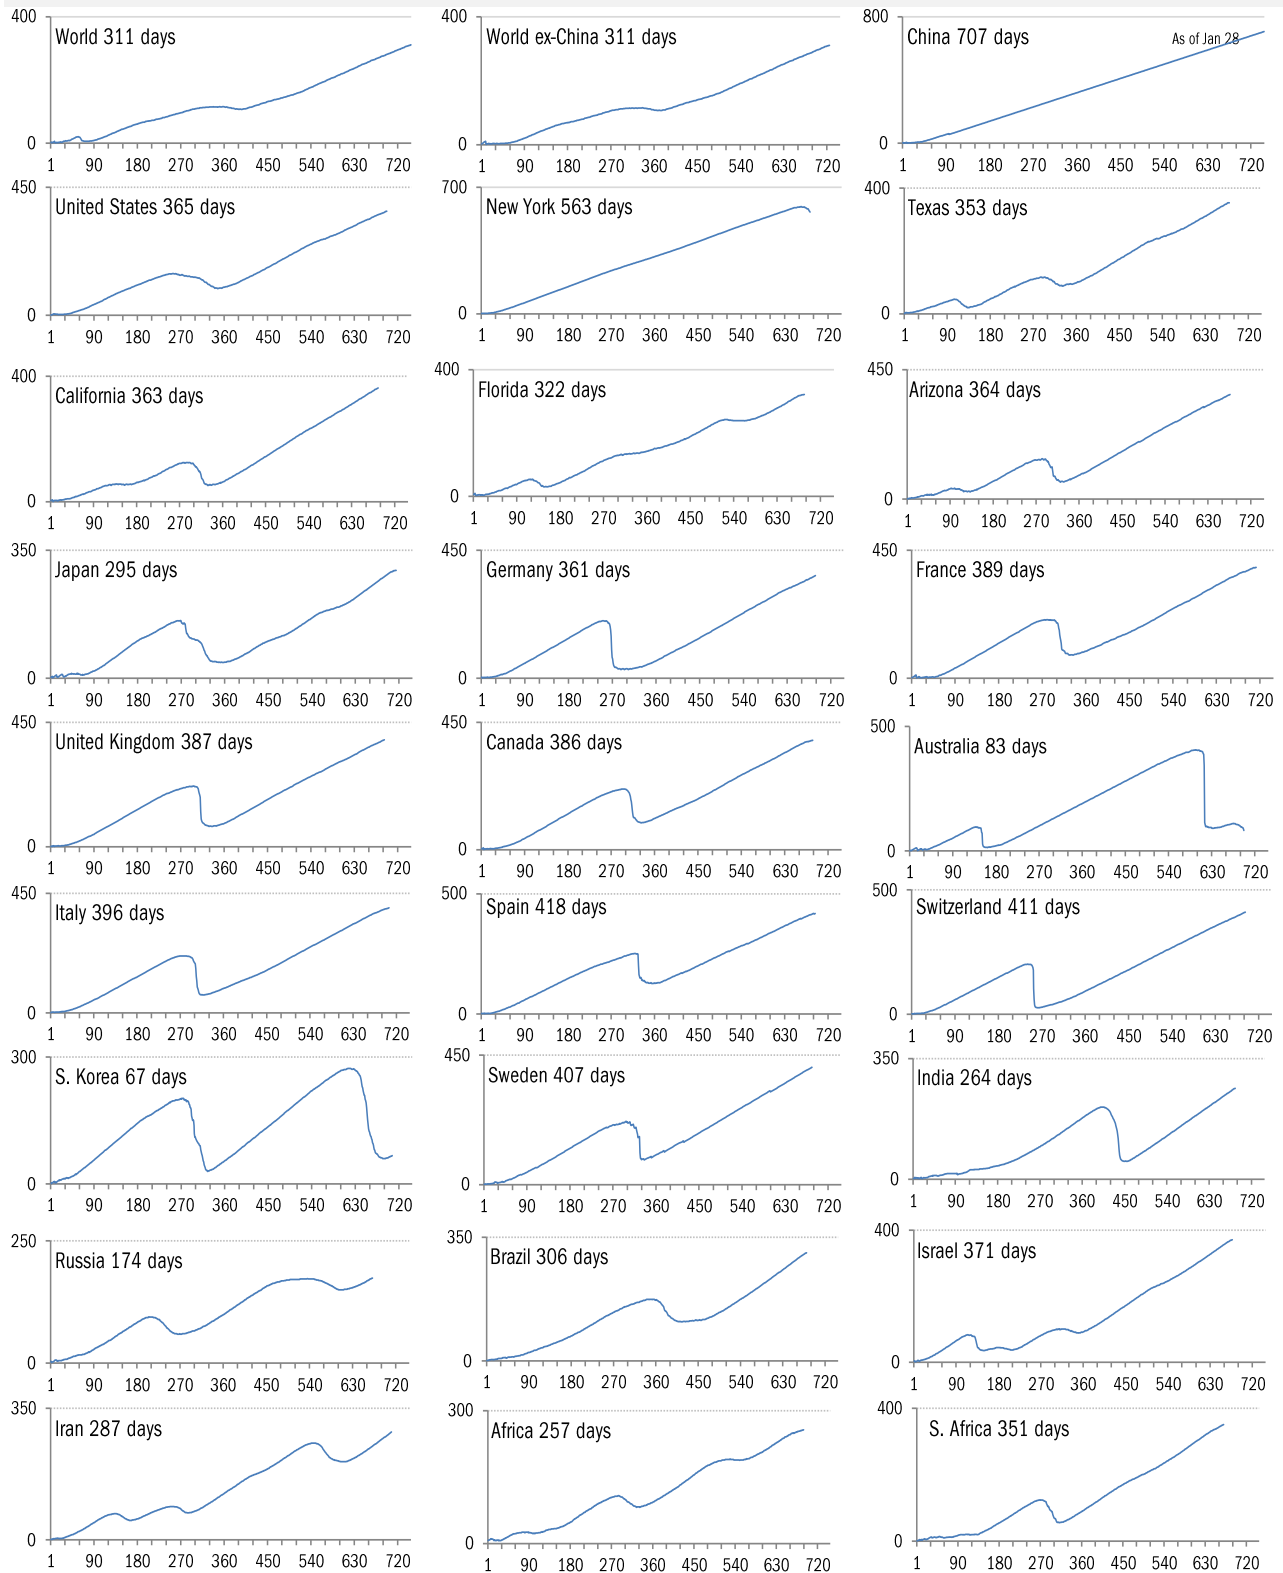 400 400 800
World 311 days World ex-China 311 days China 707 days
As of Jan 28
0 0 0
1 90 180 270 360 450 540 630 720 1 90 180 270 360 450 540 630 720 1 90 180 270 360 450 540 630 720
450 700 400
United States 365 days New York 563 days Texas 353 days
0 0 0
1 90 180 270 360 450 540 630 720 1 90 180 270 360 450 540 630 720 1 90 180 270 360 450 540 630 720
400 400 450
California 363 days Florida 322 days Arizona 364 days
0 0 0
1 90 180 270 360 450 540 630 720 1 90 180 270 360 450 540 630 720 1 90 180 270 360 450 540 630 720
350 450 450
Japan 295 days Germany 361 days France 389 days
0 0 0
1 90 180 270 360 450 540 630 720 1 90 180 270 360 450 540 630 720 1 90 180 270 360 450 540 630 720
450 450 500
United Kingdom 387 days Canada 386 days Australia 83 days
0 0 0
1 90 180 270 360 450 540 630 720 1 90 180 270 360 450 540 630 720 1 90 180 270 360 450 540 630 720
450 500 500
Italy 396 days Spain 418 days Switzerland 411 days
0 0 0
1 90 180 270 360 450 540 630 720 1 90 180 270 360 450 540 630 720 1 90 180 270 360 450 540 630 720
300 450 350
S. Korea 67 days Sweden 407 days India 264 days
0 0 0
1 90 180 270 360 450 540 630 720 1 90 180 270 360 450 540 630 720 1 90 180 270 360 450 540 630 720
250 350 400
Russia 174 days Brazil 306 days Israel 371 days
0 0 0
1 90 180 270 360 450 540 630 720 1 90 180 270 360 450 540 630 720 1 90 180 270 360 450 540 630 720
350 300 400
Iran 287 days Africa 257 days S. Africa 351 days
0 0 0
1 90 180 270 360 450 540 630 720 1 90 180 270 360 450 540 630 720 1 90 180 270 360 450 540 630 720